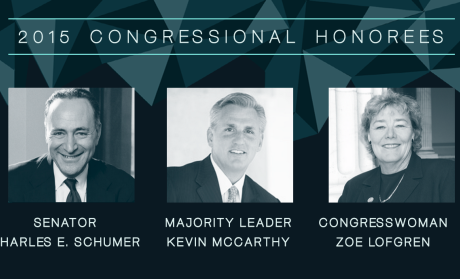 2015 CONGRESSIONAL HONOREES
SENATOR
HARLES E. SCHUMER
MAJORITY LEADER
KEVIN MCCARTHY
CONGRESSWOMAN
ZOE LOFGREN